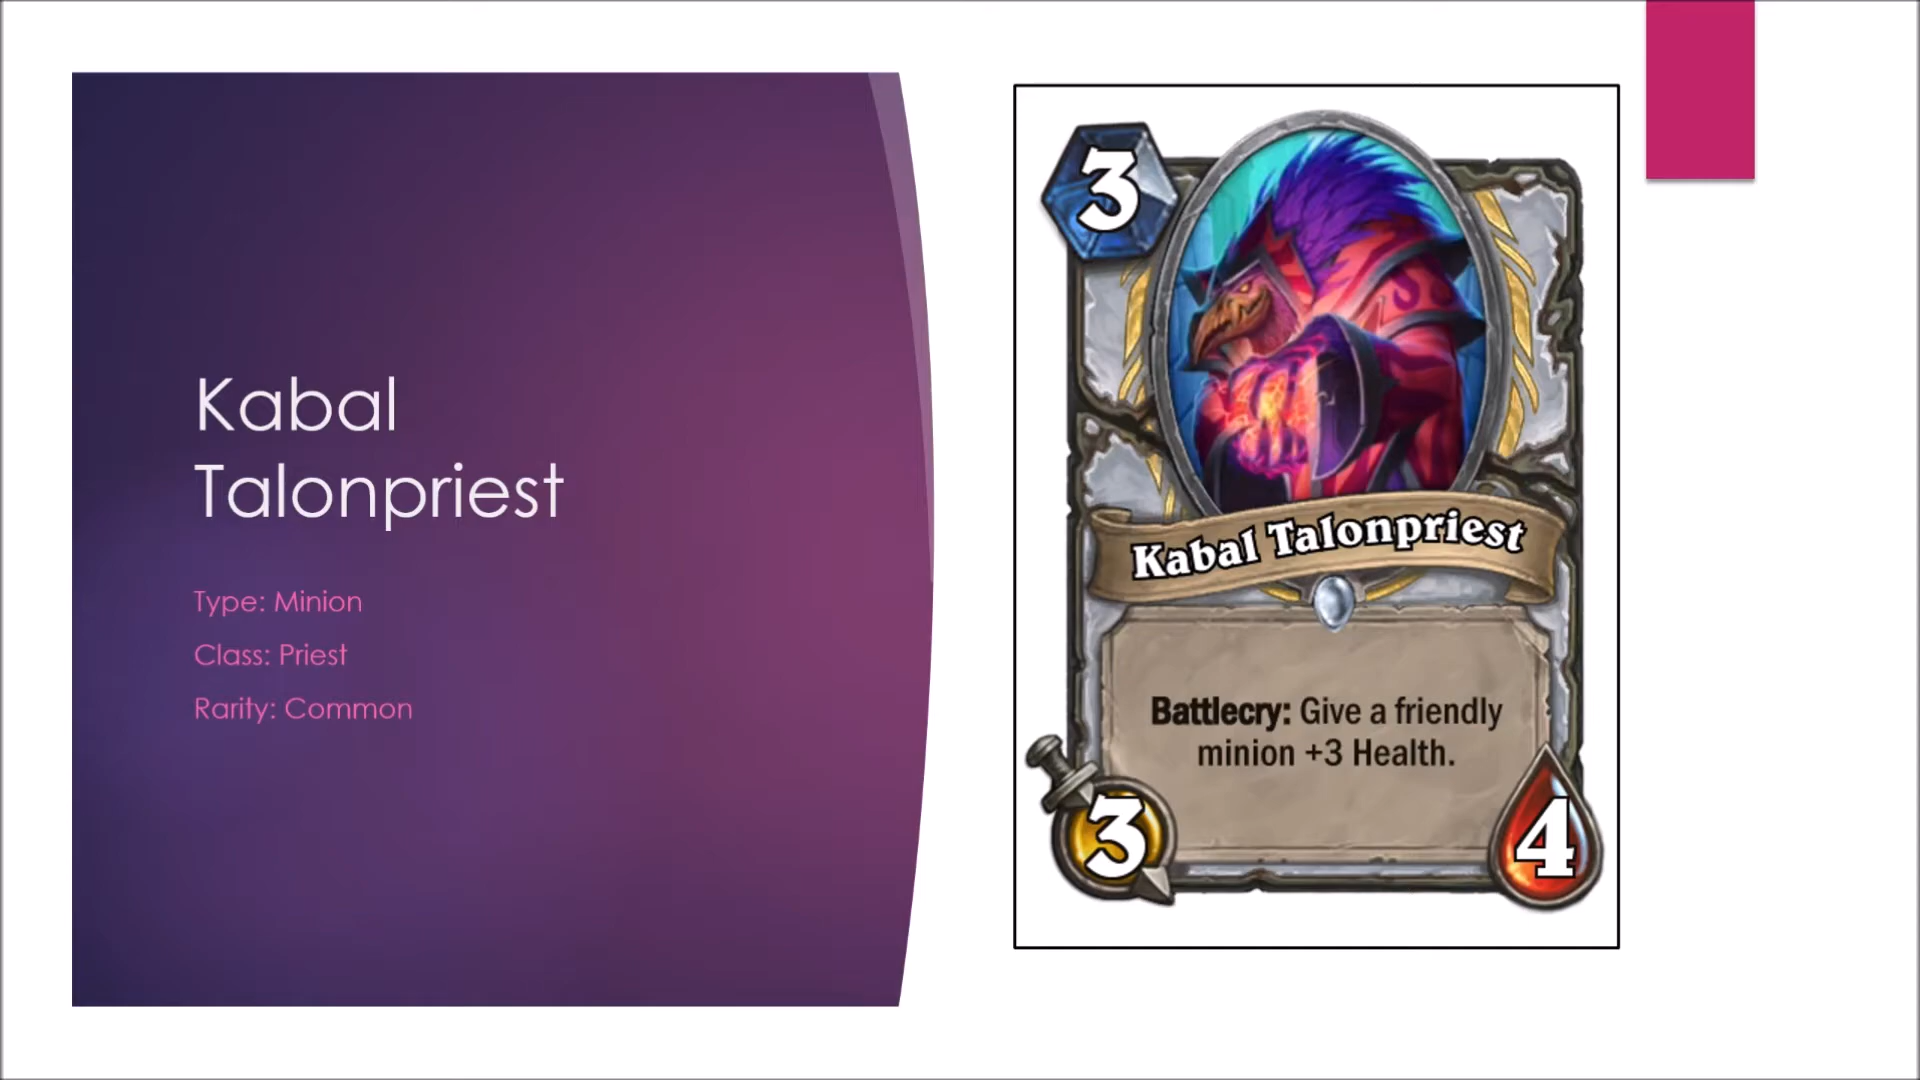 Kabal
Talonpriest
Type: Minion
Class: Priest
Rarity: Common
3
Kabal Talonpriest
Battlecry: Give a friendly
minion +3 Health.
3
4